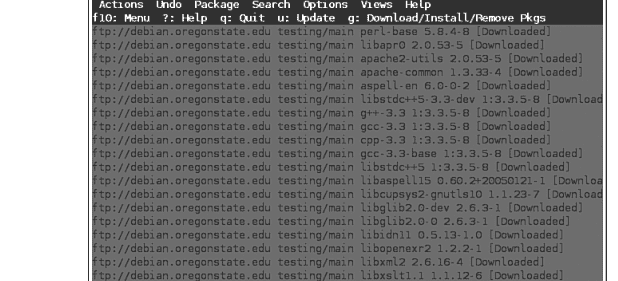 Actions Undo Package Search Options Views Help
f10: Menu ?: Help q: Quit u: Update g: Download/Install/Remove Pkgs
ftp://debian.oregonstate.edu testing/main perl-base 5.8.4-8 [Downloaded]
ftp://debian.oregonstate.edu testing/main libapr0 2.0.53-5 [Downloaded]
ftp://debian.oregonstate.edu testing/main apache2-utils 2.0.53-5 [Downloaded]
ftp://debian.oregonstate.edu testing/main apache-common 1.3.33-4 [Downloaded]
ftp://debian.oregonstate.edu testing/main aspell-en 6.0-0-2 [Downloaded]
ftp://debian.oregonstate.edu testing/main libstdc++5-3.3-dev 1:3.3.5-8 [Download
ftp://debian.oregonstate.edu testing/main g++-3.3 1:3.3.5-8 [Downloaded]
ftp://debian.oregonstate.edu testing/main gcc-3.3 1:3.3.5-8 [Downloaded]
ftp://debian.oregonstate.edu testing/main cpp-3.3 1:3.3.5-8 [Downloaded]
ftp://debian.oregonstate.edu testing/main gcc-3.3-base 1:3.3.5-8 [Downloaded]
ftp://debian.oregonstate.edu testing/main libstdc++5 1:3.3.5-8 [Downloaded]
ftp://debian.oregonstate.edu testing/main libaspell15 0.60.2+20050121-1 [Downloa
ftp://debian.oregonstate.edu testing/main libcupsys2-gnutls10 1.1.23-7 [Download
ftp://debian.oregonstate.edu testing/main libglib2.0-dev 2.6.3-1 [Downloaded]
ftp://debian.oregonstate.edu testing/main libglib2.0-0 2.6.3-1 [Downloaded]
ftp://debian.oregonstate.edu testing/main libidn11 0.5.13-1.0 [Downloaded]
ftp://debian.oregonstate.edu testing/main libopenexr2 1.2.2-1 [Downloaded]
ftp://debian.oregonstate.edu testing/main libxml2 2.6.16-4 [Downloaded]
ftp://debian.oregonstate.edu testing/main libxslt1.1 1.1.12-6 [Downloaded]